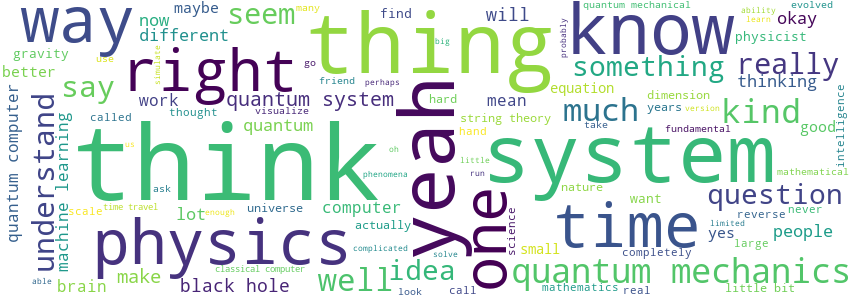 way
maybe
seem
now
different
find
will
many
thing
big
go
know
probably
quantum mechanical
ability
learn
evolved
okay
physicist
something
really
thinking
gravity
better
say
right
use
simulate
friend
perhaps
work
quantum system
hard
mean
equation
dimension
years
version
much
kind
good
intelligence
quantum computer
understand
machine learning
called
thought
visualize
quantum
yeah
string theory
hand
take
fundamental
think
us
oh
phenomena
little
run
system
mathematical
ask
nature
want
question
scale
time travel
enough
lot
universe
computer
actually
one
science
time
reverse
never
limited
yes
people
physics
complicated
solve
small
completely
large
able
brain
make
black hole
classical computer
well
idea
look
call
quantum mechanics
mathematics
real
little bit